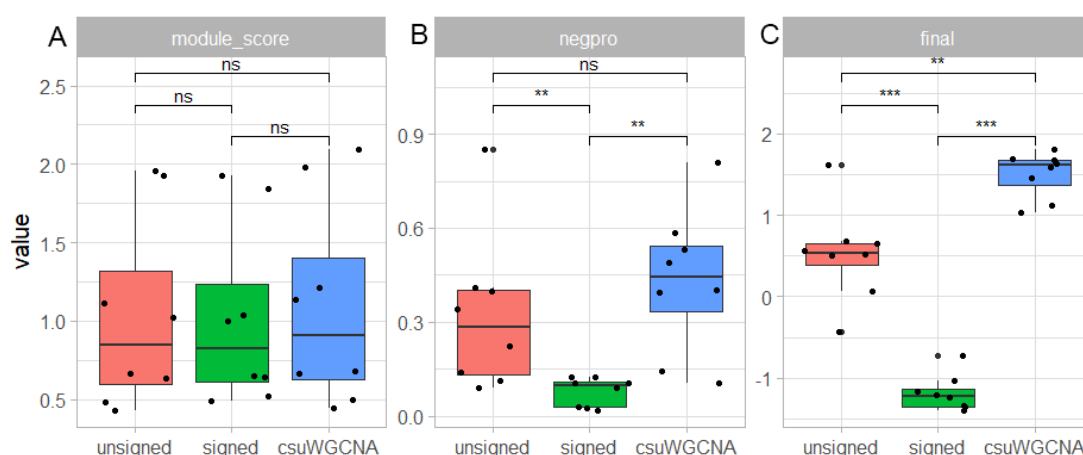 A
module_score
B
negpro
C
final
value
2.5
2.0
1.5
1.0
0.5
ns
ns
ns
unsigned
signed
csuWGCNA
0.9
0.6
0.3
0.0
ns
**
**
unsigned
signed
csuWGCNA
2
1
0
-1
**
***
***
unsigned
signed
csuWGCNA